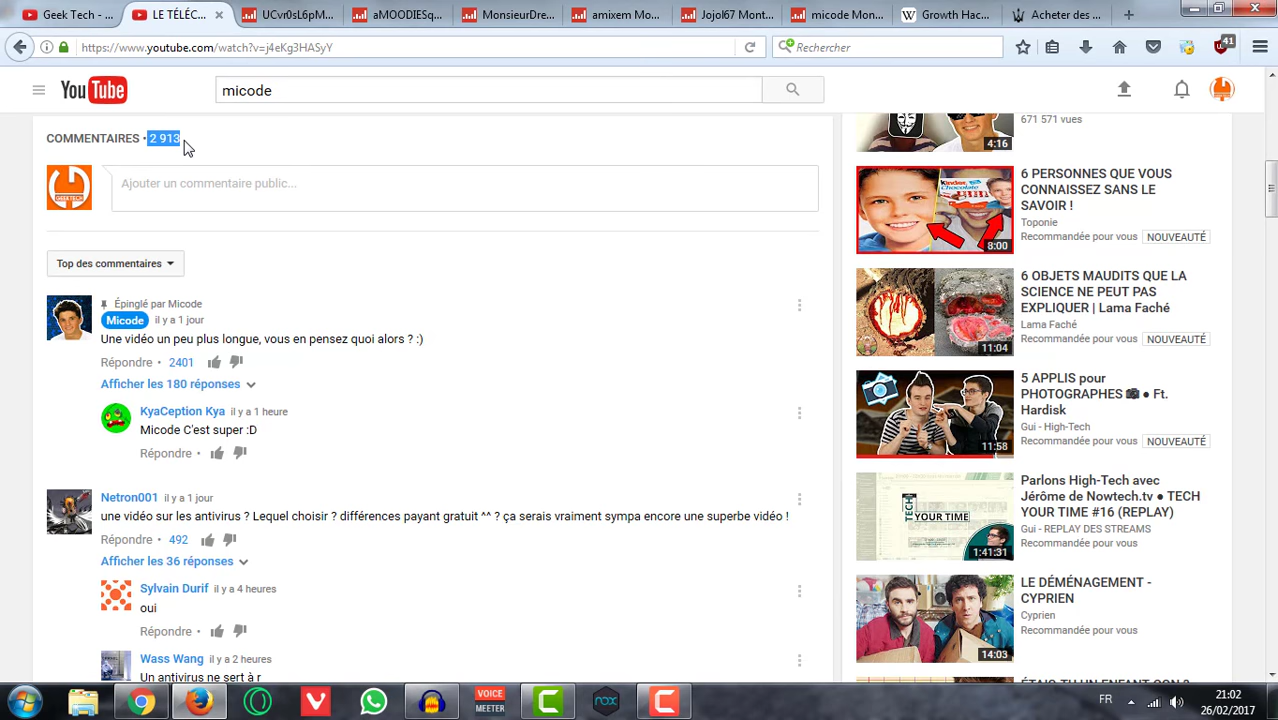 Geek Tech - ...
LE TÉLÉC...
UCvr0sL6pM...
aMOODIESq...
MonsieurDre...
amixem Mon...
Jojol67 Mont...
micode Mon...
Growth Hac...
Acheter des ...
https://www.youtube.com/watch?v=j4eKg3HASyY
Rechercher
41
YouTube
micode
COMMENTAIRES • 2 913
GEEKTECH
Ajouter un commentaire public...
Top des commentaires
Épinglé par Micode
Micode il y a 1 jour
Une vidéo un peu plus longue, vous en pensez quoi alors ? :)
Répondre • 2401
Afficher les 180 réponses
KyaCeption Kya il y a 1 heure
Micode C'est super :D
Répondre •
Netron001 il y a 1 jour
une vidéo sur les antivirus ? Lequel choisir ? différences payant gratuit ^^ ? ça serais vraiment sympa encore une superbe vidéo !
Répondre • 492
Afficher les 36 réponses
Sylvain Durif il y a 4 heures
oui
Répondre •
Wass Wang il y a 2 heures
Un antivirus ne sert à r
671 571 vues
4:16
6 PERSONNES QUE VOUS
CONNAISSEZ SANS LE
SAVOIR !
Toponie
Recommandée pour vous NOUVEAUTÉ
Kinder
Chocolate
8:00
6 OBJETS MAUDITS QUE LA
SCIENCE NE PEUT PAS
EXPLIQUER | Lama Faché
Lama Faché
Recommandée pour vous NOUVEAUTÉ
11:04
5 APPLIS pour
PHOTOGRAPHES 📷 ● Ft.
Hardisk
Gui - High-Tech
Recommandée pour vous NOUVEAUTÉ
11:58
Parlons High-Tech avec
Jérôme de Nowtech.tv ● TECH
YOUR TIME #16 (REPLAY)
Gui - REPLAY DES STREAMS
Recommandée pour vous
TECH
YOUR TIME
1:41:31
LE DÉMÉNAGEMENT -
CYPRIEN
Cyprien
Recommandée pour vous
14:03
VOICE
MEETER
nox
FR
21:02
26/02/2017